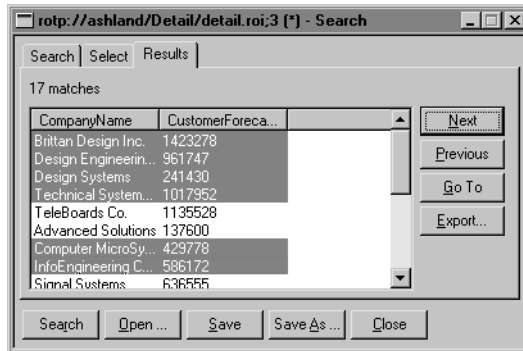 rotp://ashland/Detail/detail.roi;3 (*) - Search
Search Select Results
17 matches
CompanyName CustomerForeca...
Brittan Design Inc. 1423278
Design Engineerin... 961747
Design Systems 241430
Technical System... 1017952
TeleBoards Co. 1135528
Advanced Solutions 137600
Computer MicroSy... 429778
InfoEngineering C... 586172
Signal Systems 636555
Next
Previous
Go To
Export...
Search Open ... Save Save As ... Close